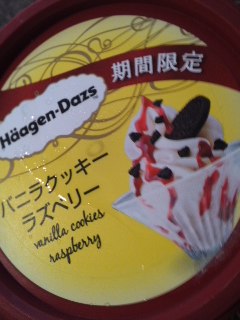 Häagen-Dazs
期間限定
バニラクッキー
ラズベリー
vanilla cookies
raspberry